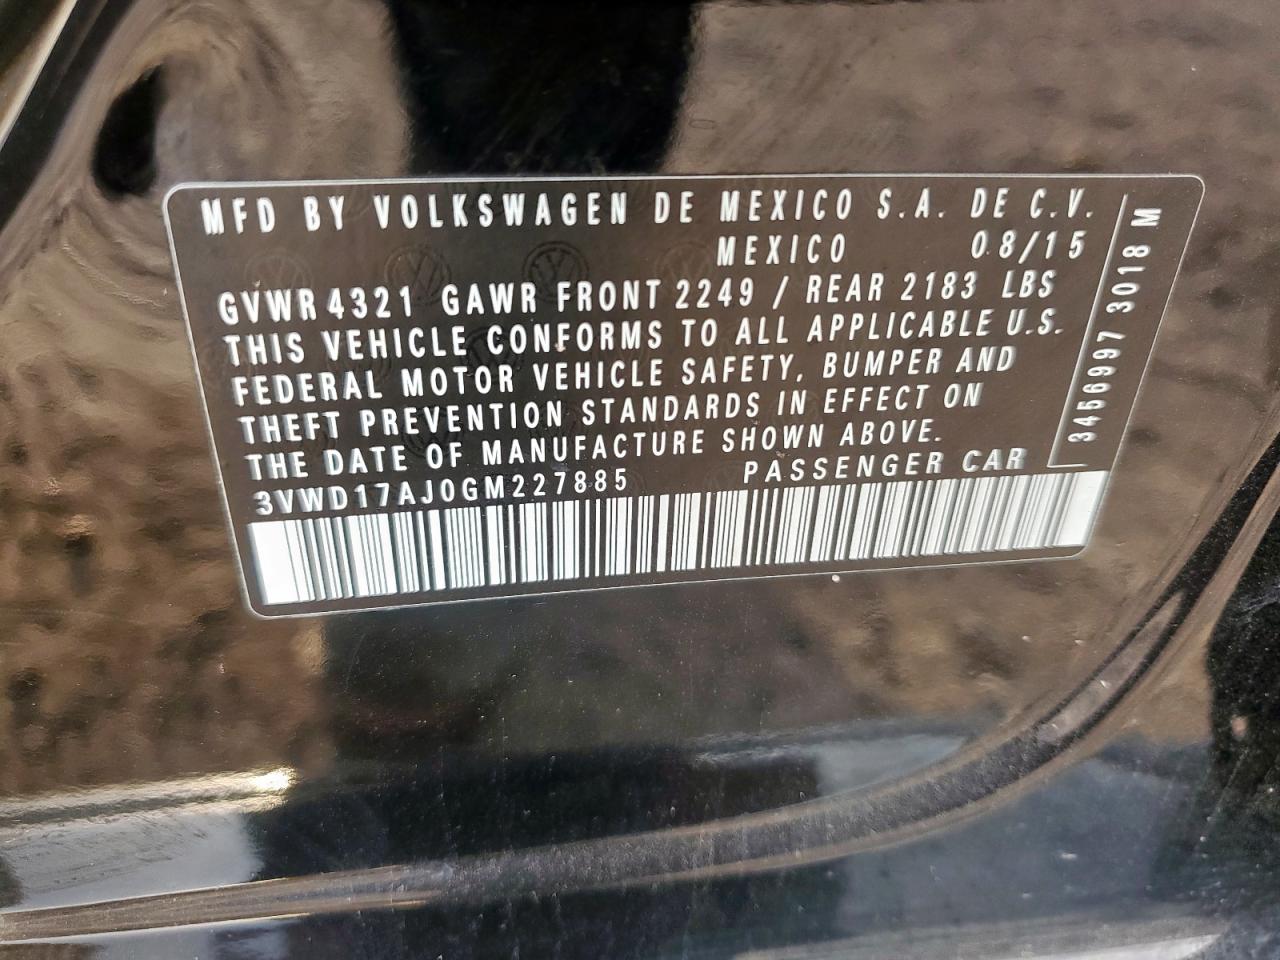 MFD BY VOLKSWAGEN DE MEXICO S.A. DE C.V.
MEXICO 08/15
GVWR 4321 GAWR FRONT 2249 / REAR 2183 LBS
THIS VEHICLE CONFORMS TO ALL APPLICABLE U.S.
FEDERAL MOTOR VEHICLE SAFETY, BUMPER AND
THEFT PREVENTION STANDARDS IN EFFECT ON
THE DATE OF MANUFACTURE SHOWN ABOVE.
3VWD17AJ0GM227885 PASSENGER CAR
3456997 3018 M